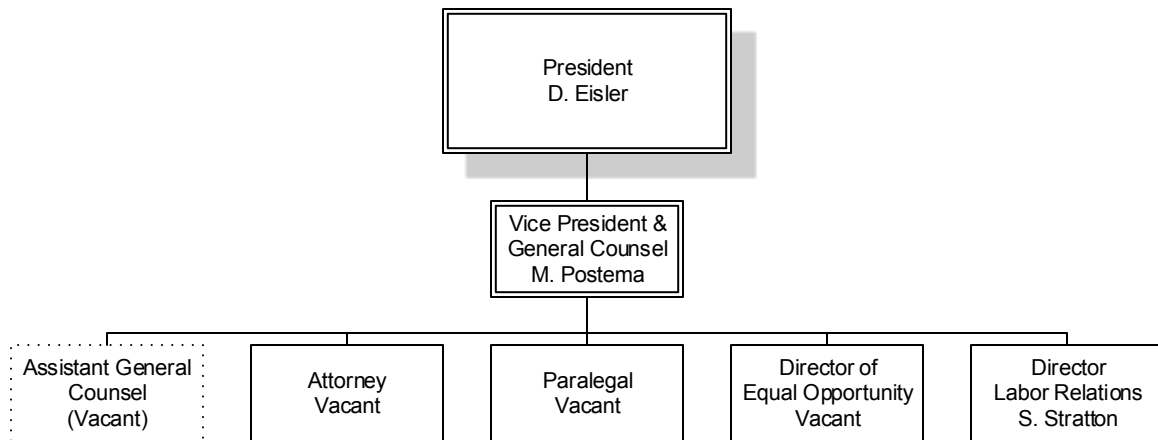 President
D. Eisler
Vice President &
General Counsel
M. Postema
Assistant General
Counsel
(Vacant)
Attorney
Vacant
Paralegal
Vacant
Director of
Equal Opportunity
Vacant
Director
Labor Relations
S. Stratton